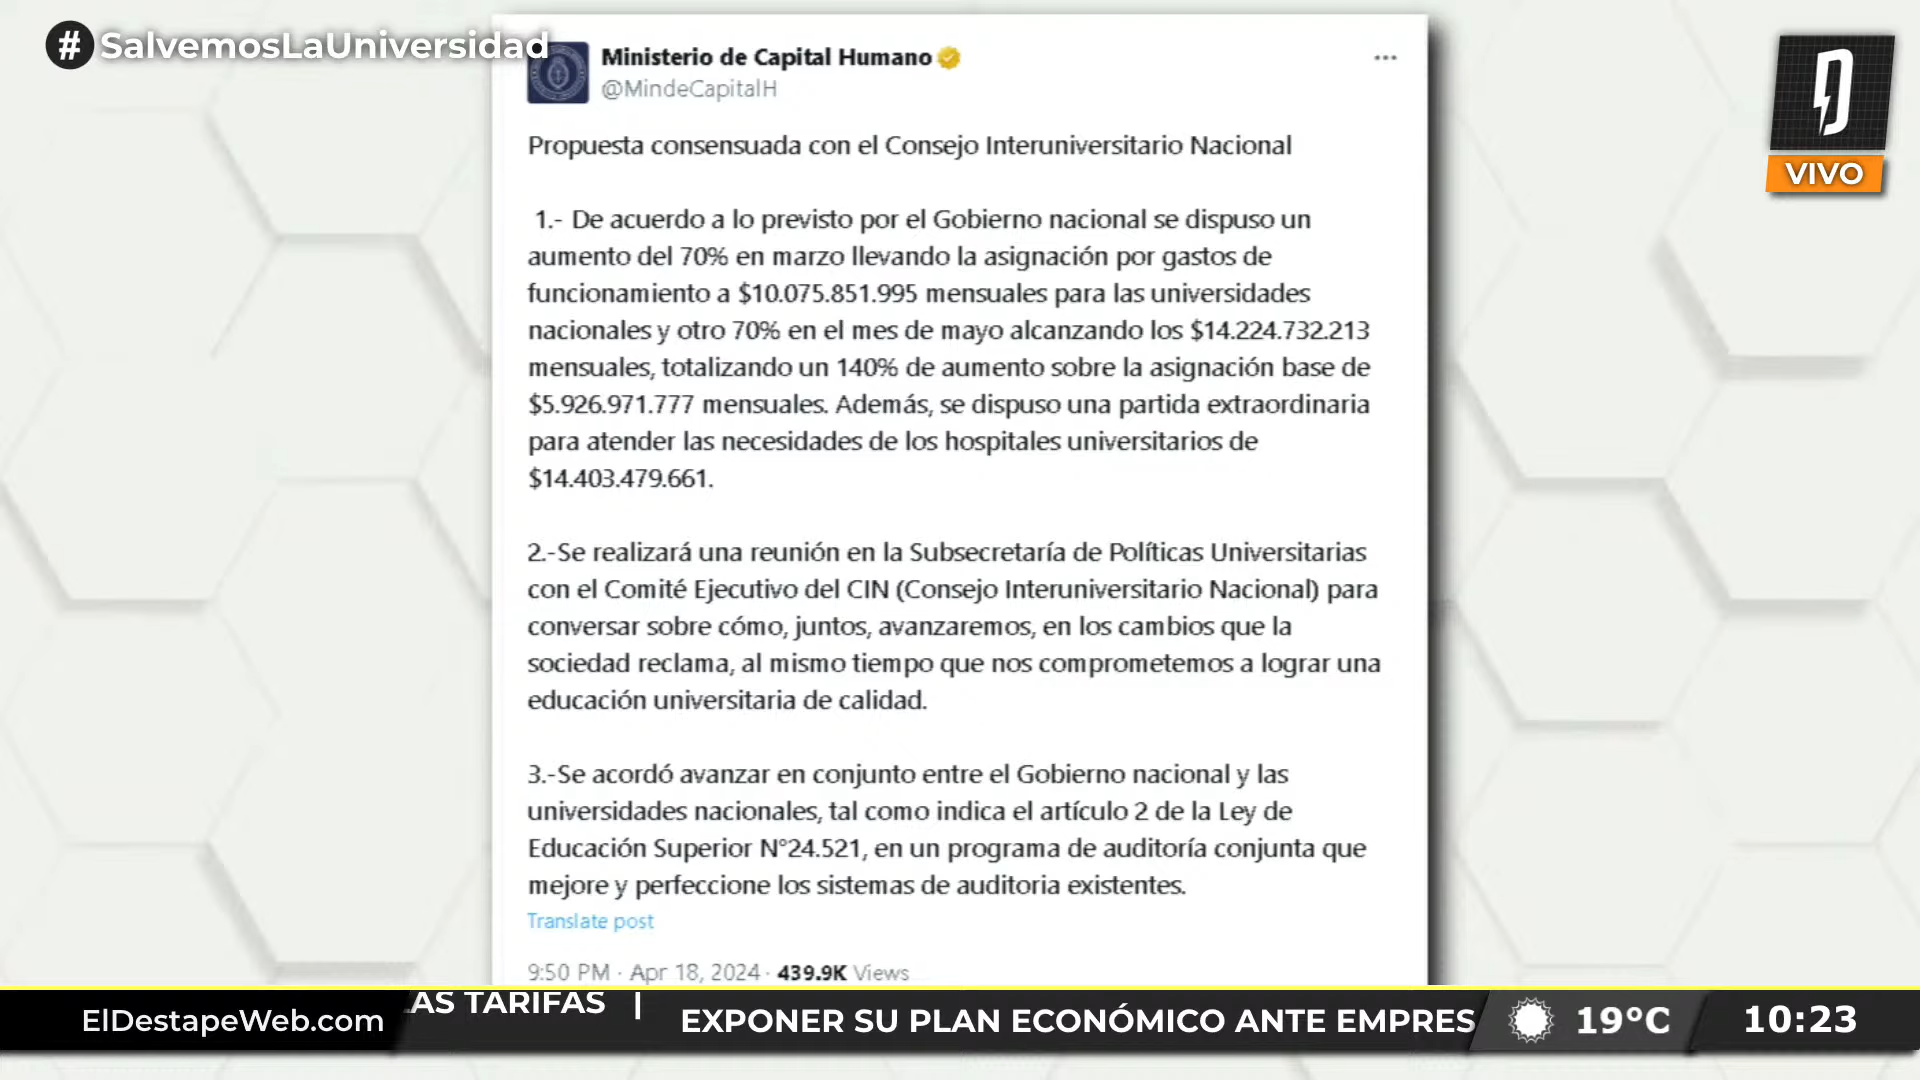 #SalvemosLaUniversidad
Ministerio de Capital Humano
@MindeCapitalH
VIVO
Propuesta consensuada con el Consejo Interuniversitario Nacional
1.- De acuerdo a lo previsto por el Gobierno nacional se dispuso un
aumento del 70% en marzo llevando la asignación por gastos de
funcionamiento a $10.075.851.995 mensuales para las universidades
nacionales y otro 70% en el mes de mayo alcanzando los $14.224.732.213
mensuales, totalizando un 140% de aumento sobre la asignación base de
$5.926.971.777 mensuales. Además, se dispuso una partida extraordinaria
para atender las necesidades de los hospitales universitarios de
$14.403.479.661.
2.-Se realizará una reunión en la Subsecretaría de Políticas Universitarias
con el Comité Ejecutivo del CIN (Consejo Interuniversitario Nacional) para
conversar sobre cómo, juntos, avanzaremos, en los cambios que la
sociedad reclama, al mismo tiempo que nos comprometemos a lograr una
educación universitaria de calidad.
3.-Se acordó avanzar en conjunto entre el Gobierno nacional y las
universidades nacionales, tal como indica el artículo 2 de la Ley de
Educación Superior N°24.521, en un programa de auditoría conjunta que
mejore y perfeccione los sistemas de auditoria existentes.
Translate post
9:50 PM · Apr 18, 2024 · 439.9K Views
ElDestapeWeb.com
LAS TARIFAS |
EXPONER SU PLAN ECONÓMICO ANTE EMPRES
19°C
10:23